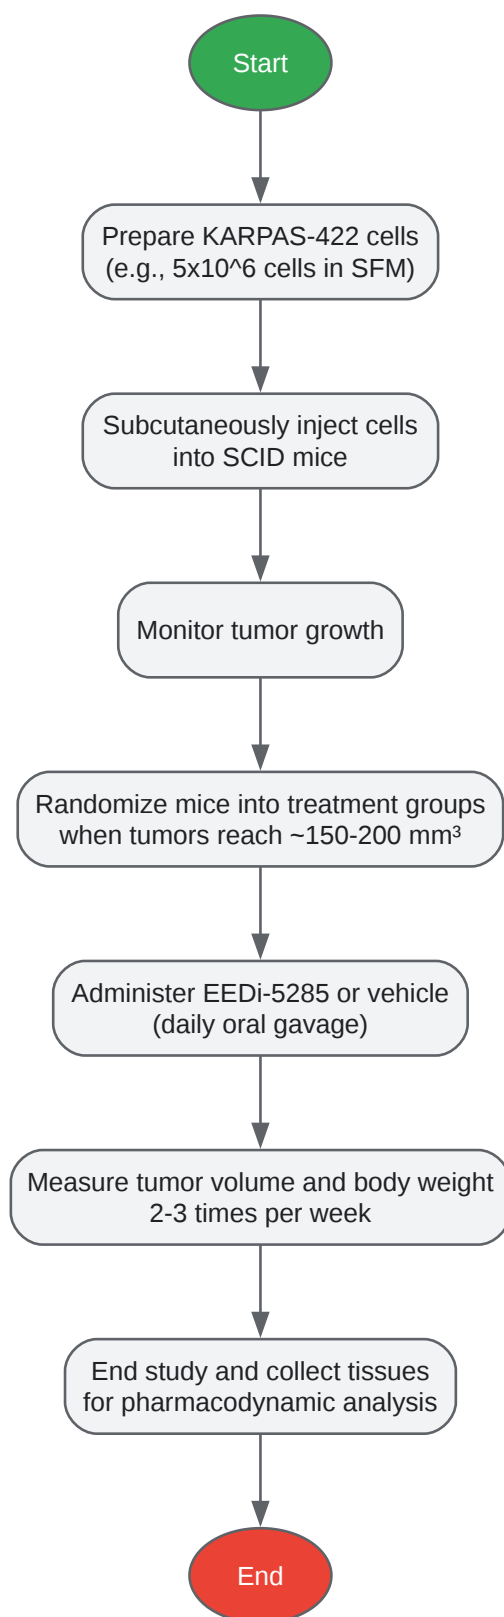 Start
Prepare KARPAS-422 cells
(e.g., 5x10^6 cells in SFM)
Subcutaneously inject cells
into SCID mice
Monitor tumor growth
Randomize mice into treatment groups
when tumors reach ~150-200 mm³
Administer EEDi-5285 or vehicle
(daily oral gavage)
Measure tumor volume and body weight
2-3 times per week
End study and collect tissues
for pharmacodynamic analysis
End